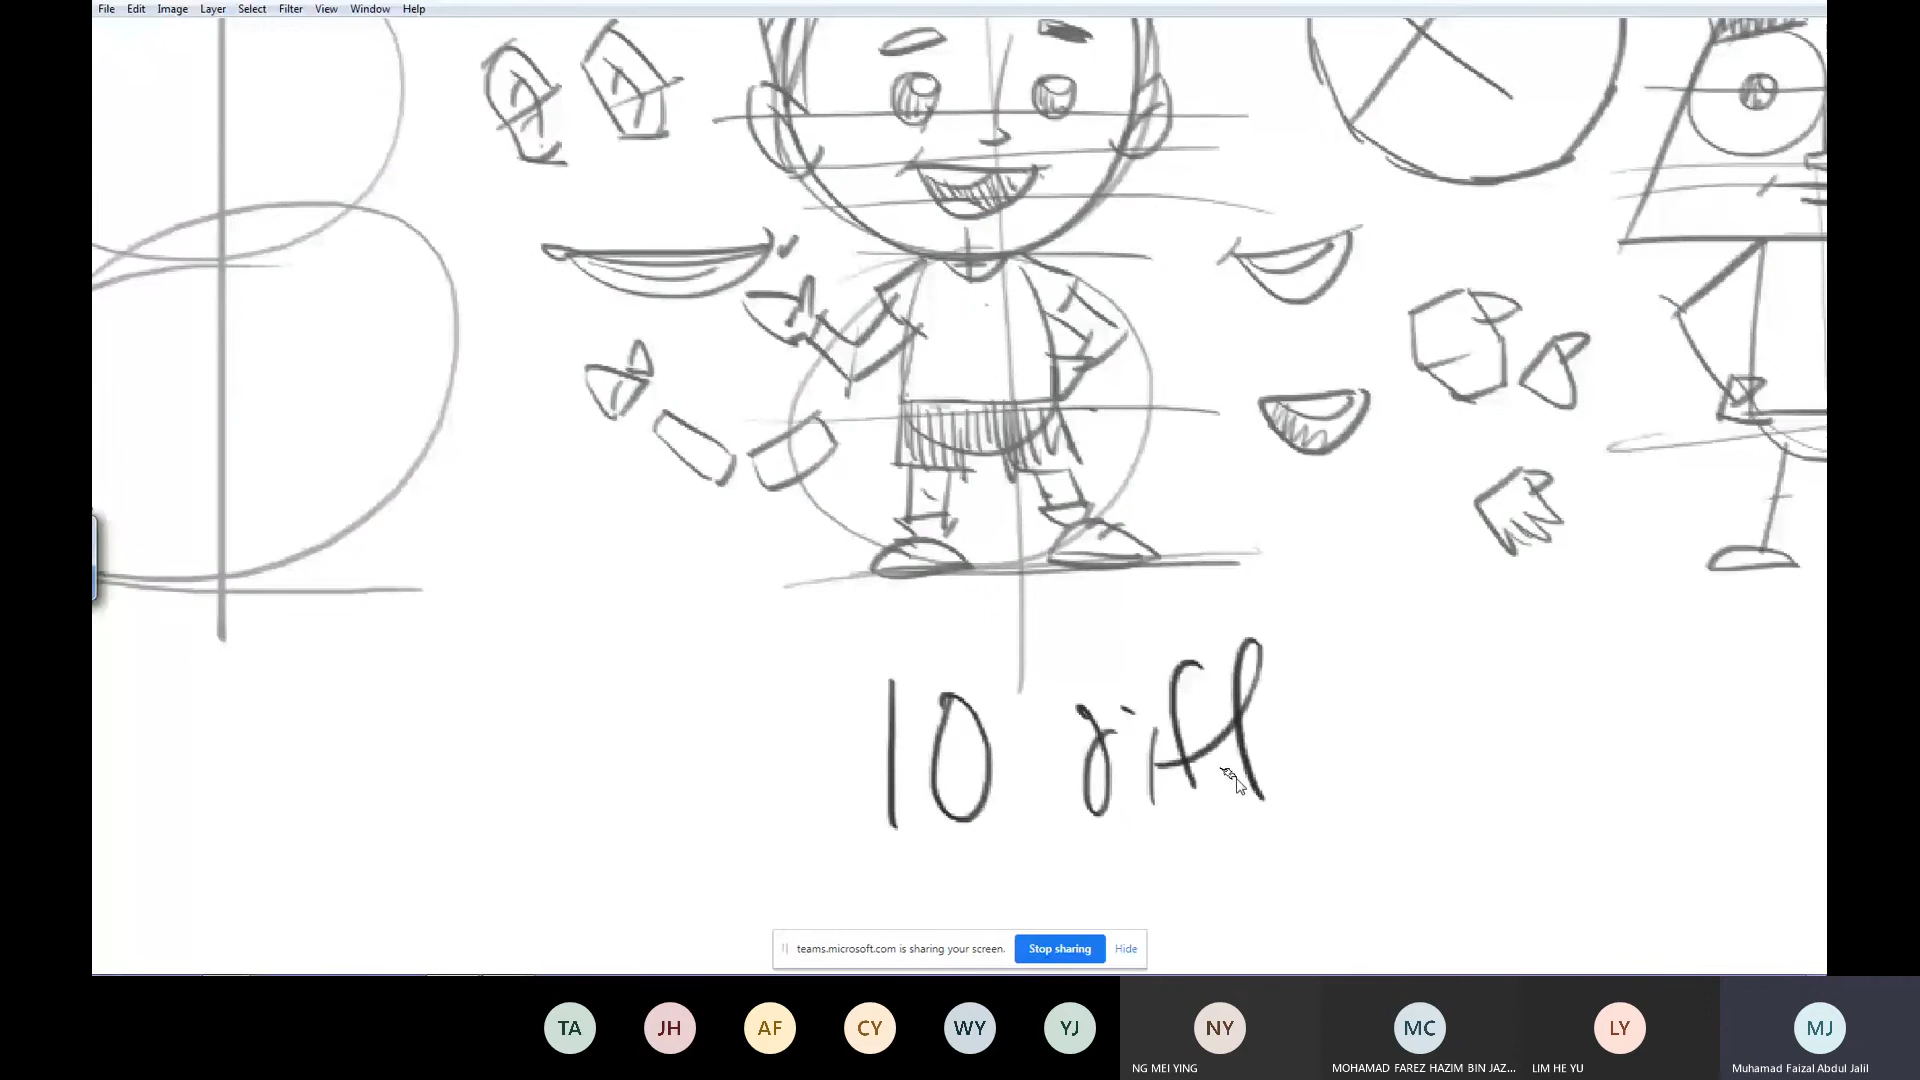 File Edit Image Layer Select Filter View Window Help
10 diff
teams.microsoft.com is sharing your screen. Stop sharing Hide
TA JH AF CY WY YJ NY MC LY MJ
NG MEI YING MOHAMAD FAREZ HAZIM BIN JAZ... LIM HE YU Muhamad Faizal Abdul Jalil